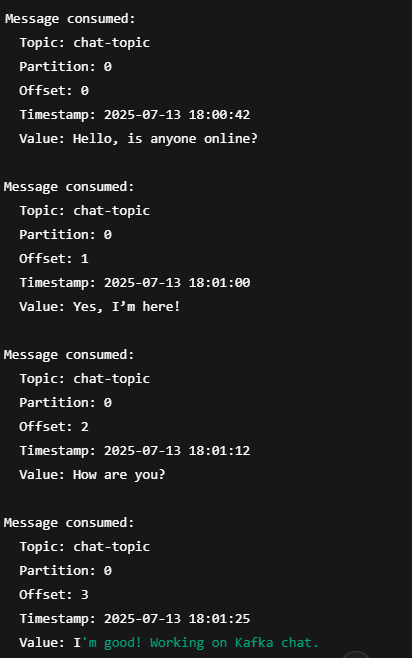 Message consumed:
Topic: chat-topic
Partition: 0
Offset: 0
Timestamp: 2025-07-13 18:00:42
Value: Hello, is anyone online?
Message consumed:
Topic: chat-topic
Partition: 0
Offset: 1
Timestamp: 2025-07-13 18:01:00
Value: Yes, I’m here!
Message consumed:
Topic: chat-topic
Partition: 0
Offset: 2
Timestamp: 2025-07-13 18:01:12
Value: How are you?
Message consumed:
Topic: chat-topic
Partition: 0
Offset: 3
Timestamp: 2025-07-13 18:01:25
Value: I'm good! Working on Kafka chat.